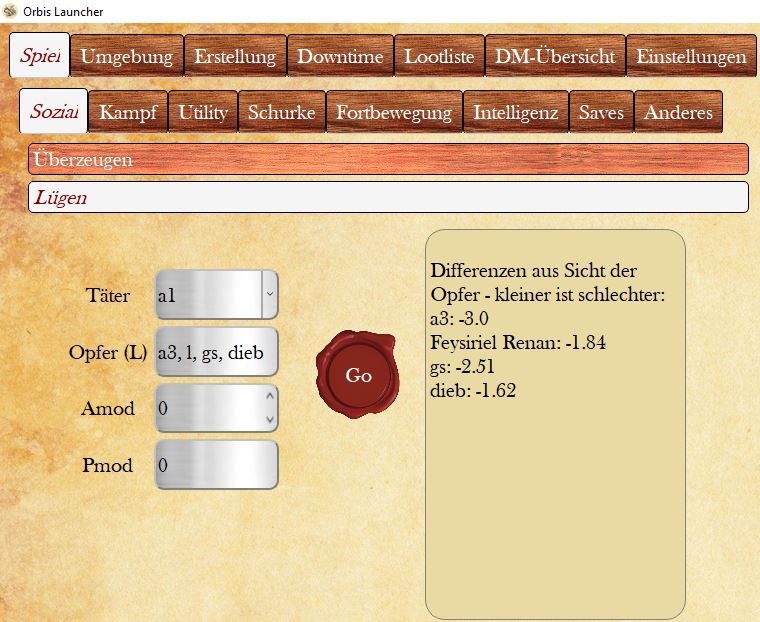 Orbis Launcher
Spiel Umgebung Erstellung Downtime Lootliste DM-Übersicht Einstellungen
Sozial Kampf Utility Schurke Fortbewegung Intelligenz Saves Anderes
Überzeugen
Lügen
Täter a1
Opfer (L) a3, l, gs, dieb
Amod 0
Pmod 0
Go
Differenzen aus Sicht der
Opfer - kleiner ist schlechter:
a3: -3.0
Feysiriel Renan: -1.84
gs: -2.51
dieb: -1.62